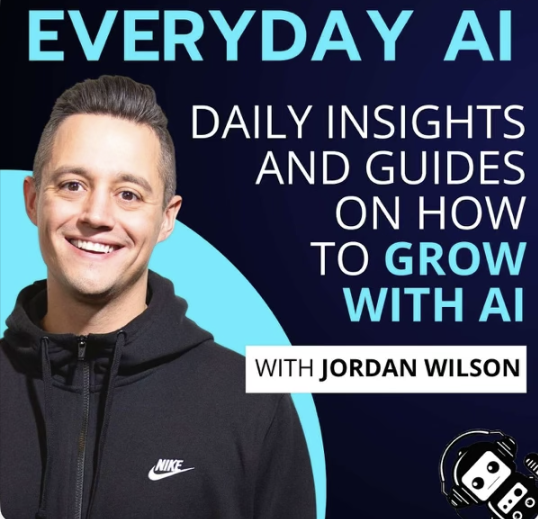 EVERYDAY AI
DAILY INSIGHTS
AND GUIDES
ON HOW
TO GROW
WITH AI
WITH JORDAN WILSON
NIKE